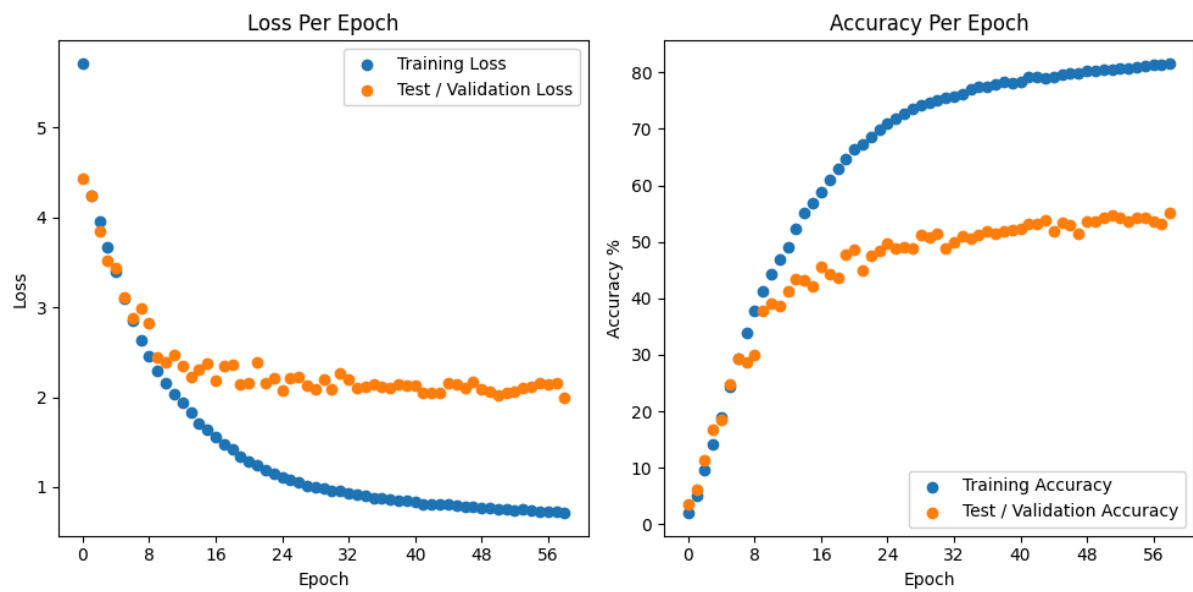 Loss Per Epoch
Training Loss
Test / Validation Loss
5
4
3
2
1
Loss
0 8 16 24 32 40 48 56
Epoch
Accuracy Per Epoch
80
70
60
50
40
30
20
10
0
Accuracy %
Training Accuracy
Test / Validation Accuracy
0 8 16 24 32 40 48 56
Epoch